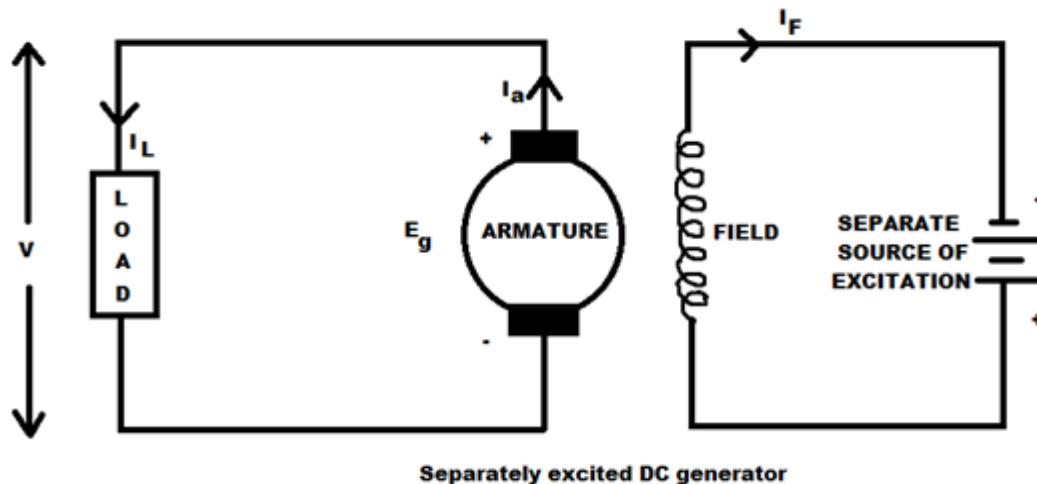 I_F
I_a
+
I_L
L
O
A
D
V
E_g
ARMATURE
FIELD
SEPARATE
SOURCE OF
EXCITATION
-
+
-
Separately excited DC generator